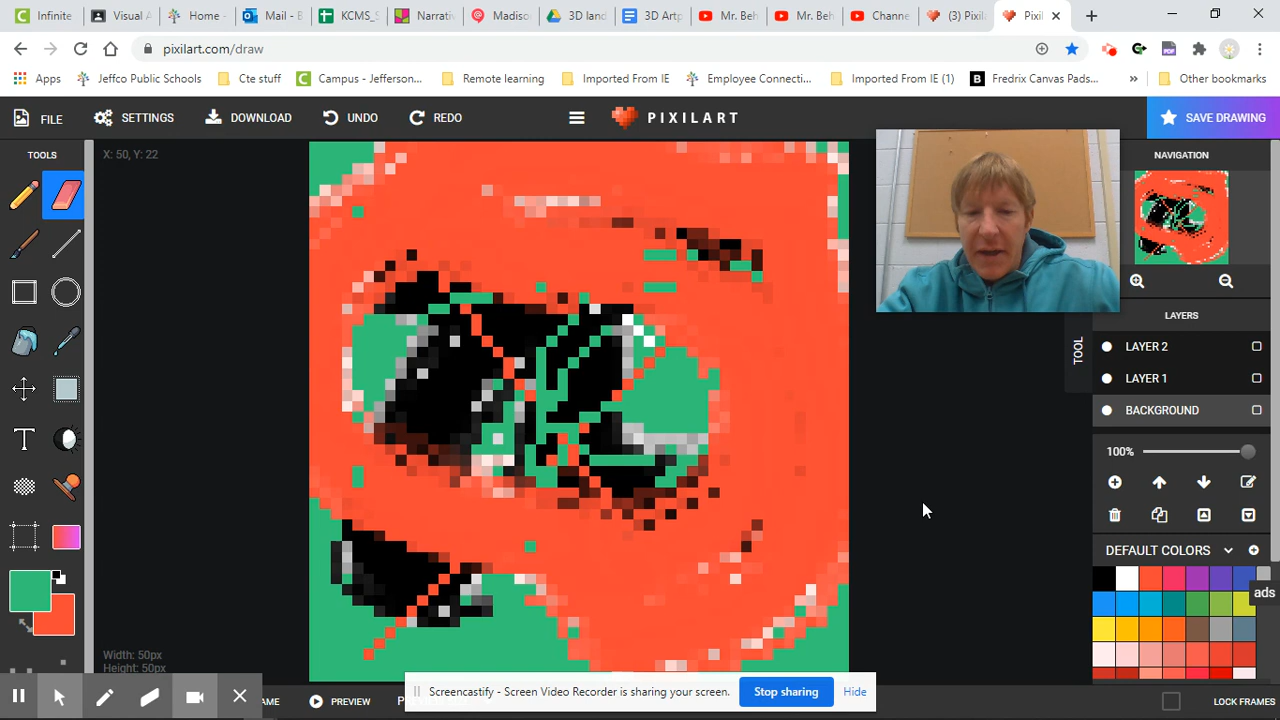 Infinite
Visual A
Home -
Mail -
KCMS_S
Narrativ
Madiso
3D land
3D Artp
Mr. Beh
Mr. Beh
Channe
(3) Pixila
Pixil
pixilart.com/draw
Apps
Jeffco Public Schools
Cte stuff
Campus - Jefferson...
Remote learning
Imported From IE
Employee Connecti...
Imported From IE (1)
Fredrix Canvas Pads...
»
Other bookmarks
FILE
SETTINGS
DOWNLOAD
UNDO
REDO
PIXILART
SAVE DRAWING
TOOLS
X: 50, Y: 22
NAVIGATION
LAYERS
TOOL
LAYER 2
LAYER 1
BACKGROUND
100%
DEFAULT COLORS
ads
Width: 50px
Height: 50px
PREVIEW
LOCK FRAMES
Screencastify - Screen Video Recorder is sharing your screen.
Stop sharing
Hide